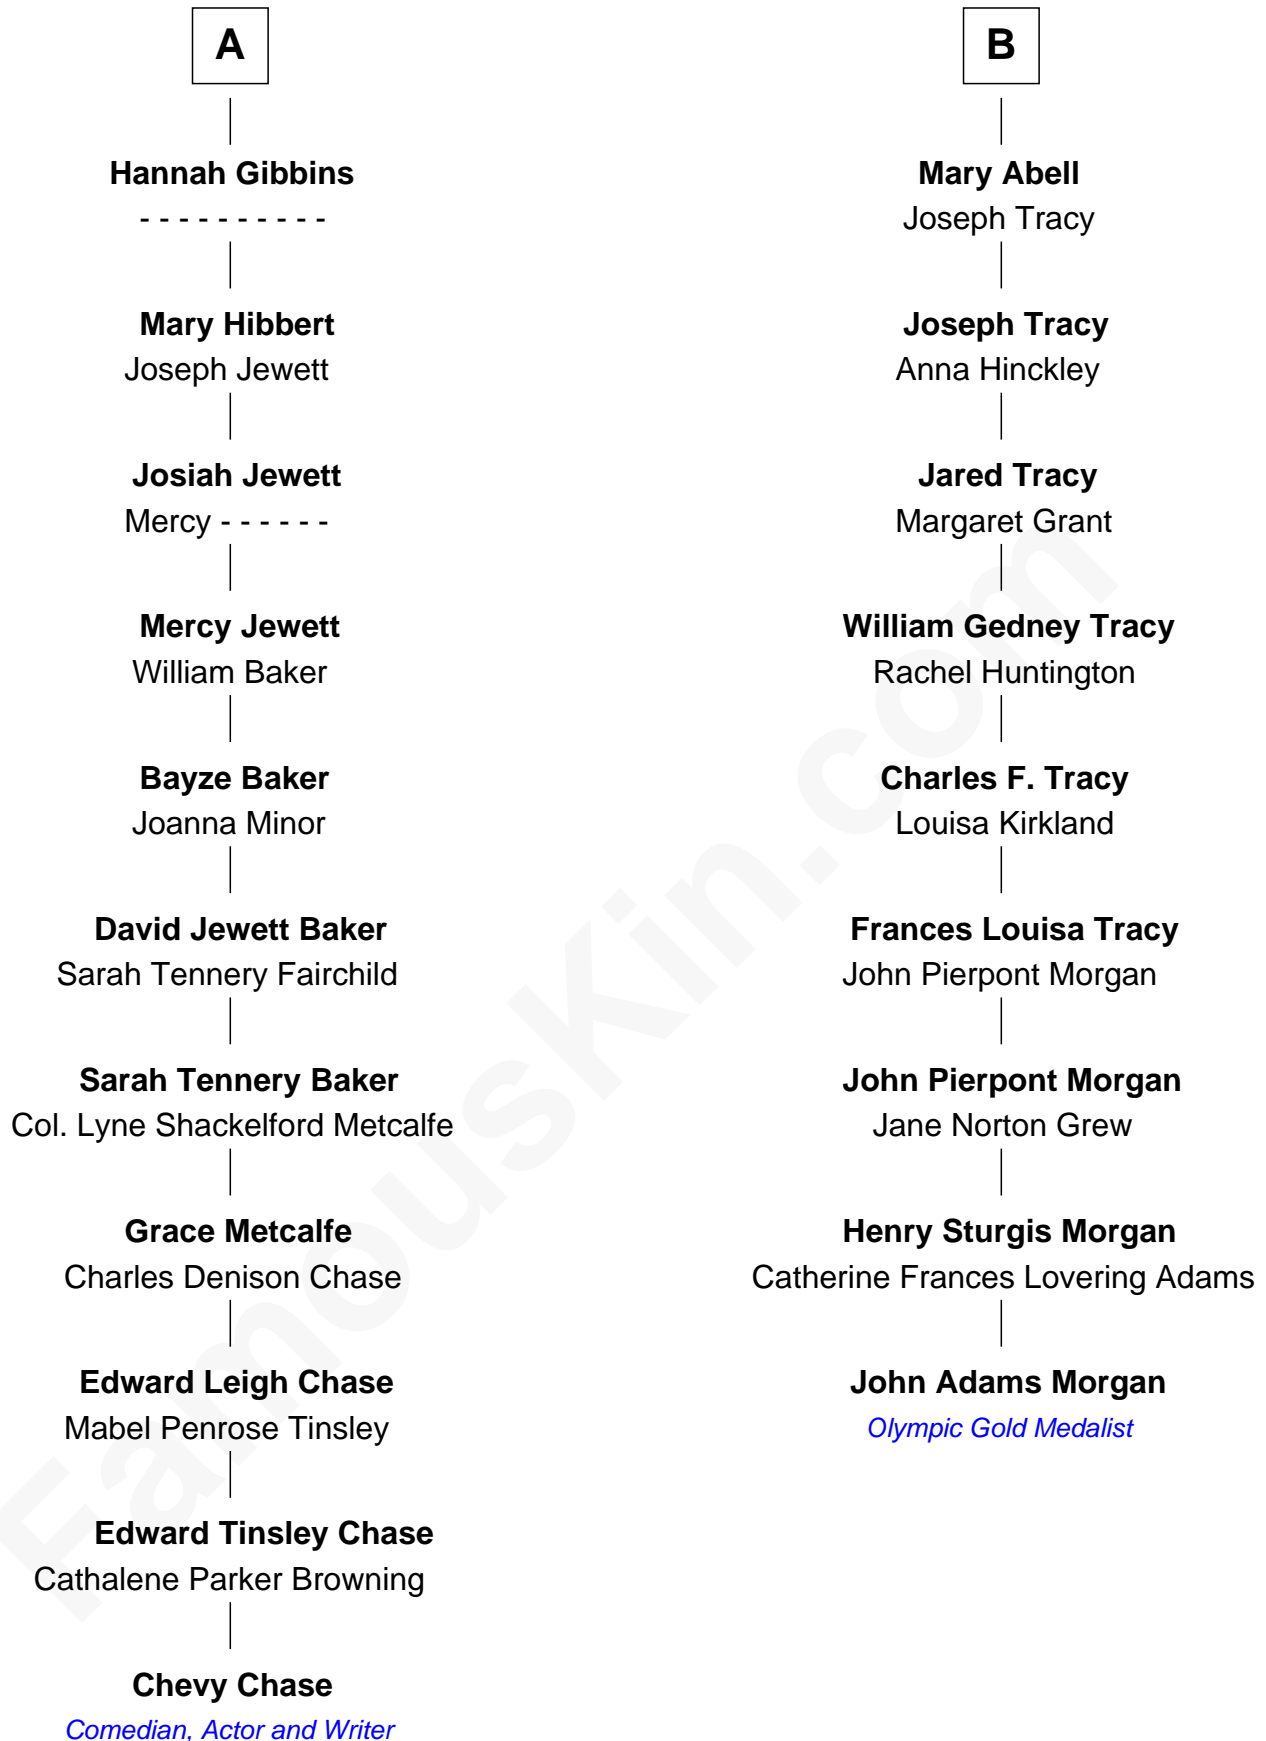 A
Hannah Gibbins
- - - - - - - - - -
Mary Hibbert
Joseph Jewett
Josiah Jewett
Mercy - - - - - -
Mercy Jewett
William Baker
Bayze Baker
Joanna Minor
David Jewett Baker
Sarah Tennery Fairchild
Sarah Tennery Baker
Col. Lyne Shackelford Metcalfe
Grace Metcalfe
Charles Denison Chase
Edward Leigh Chase
Mabel Penrose Tinsley
Edward Tinsley Chase
Cathalene Parker Browning
Chevy Chase
Comedian, Actor and Writer
B
Mary Abell
Joseph Tracy
Joseph Tracy
Anna Hinckley
Jared Tracy
Margaret Grant
William Gedney Tracy
Rachel Huntington
Charles F. Tracy
Louisa Kirkland
Frances Louisa Tracy
John Pierpont Morgan
John Pierpont Morgan
Jane Norton Grew
Henry Sturgis Morgan
Catherine Frances Lovering Adams
John Adams Morgan
Olympic Gold Medalist
FamousKin.com